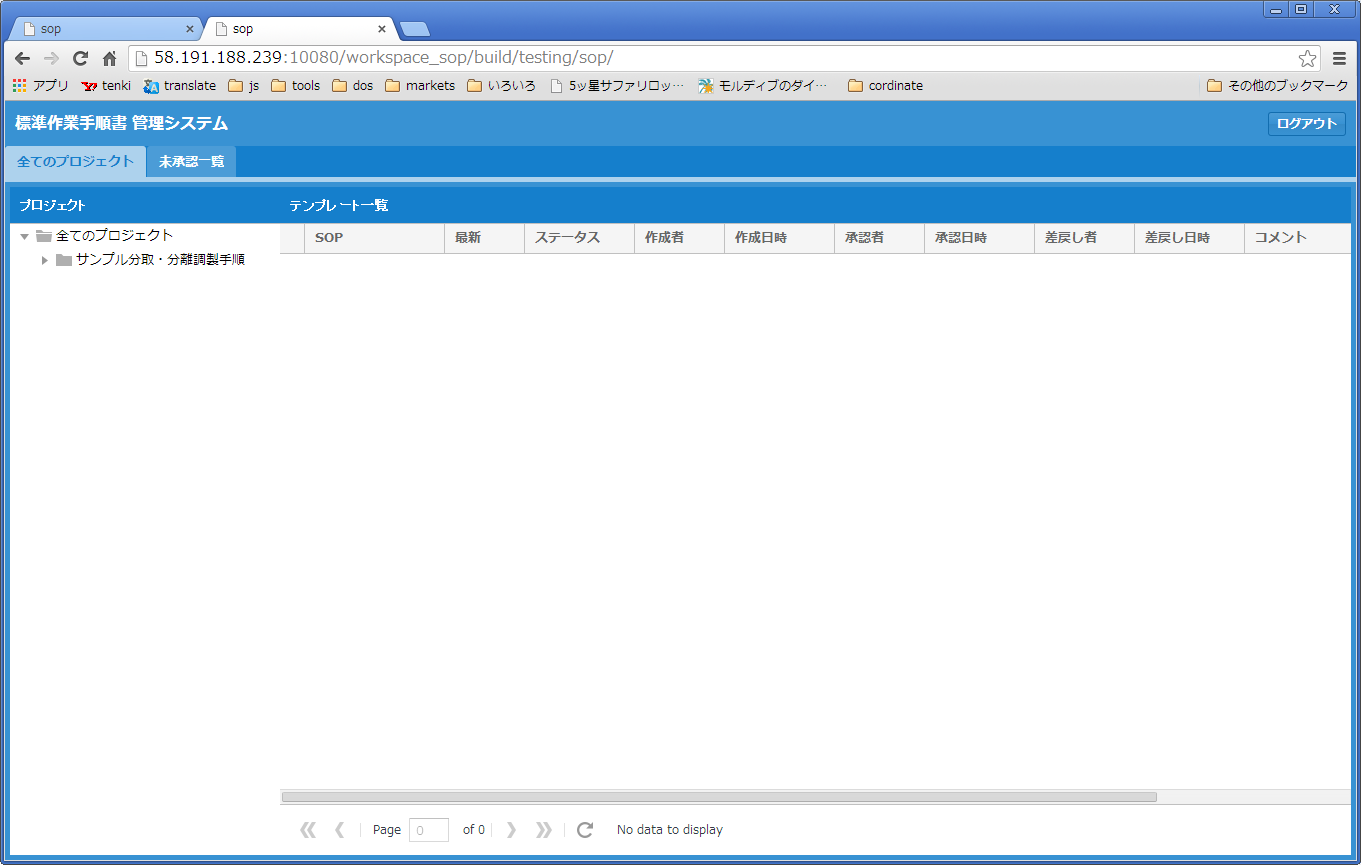 sop
sop
58.191.188.239:10080/workspace_sop/build/testing/sop/
アプリ tenki translate js tools dos markets いろいろ 5ッ星サファリロッ… モルディブのダイ… cordinate その他のブックマーク
標準作業手順書 管理システム ログアウト
全てのプロジェクト 未承認一覧
プロジェクト テンプレート一覧
全てのプロジェクト SOP 最新 ステータス 作成者 作成日時 承認者 承認日時 差戻し者 差戻し日時 コメント
サンプル分取・分離調製手順
Page 0 of 0 No data to display